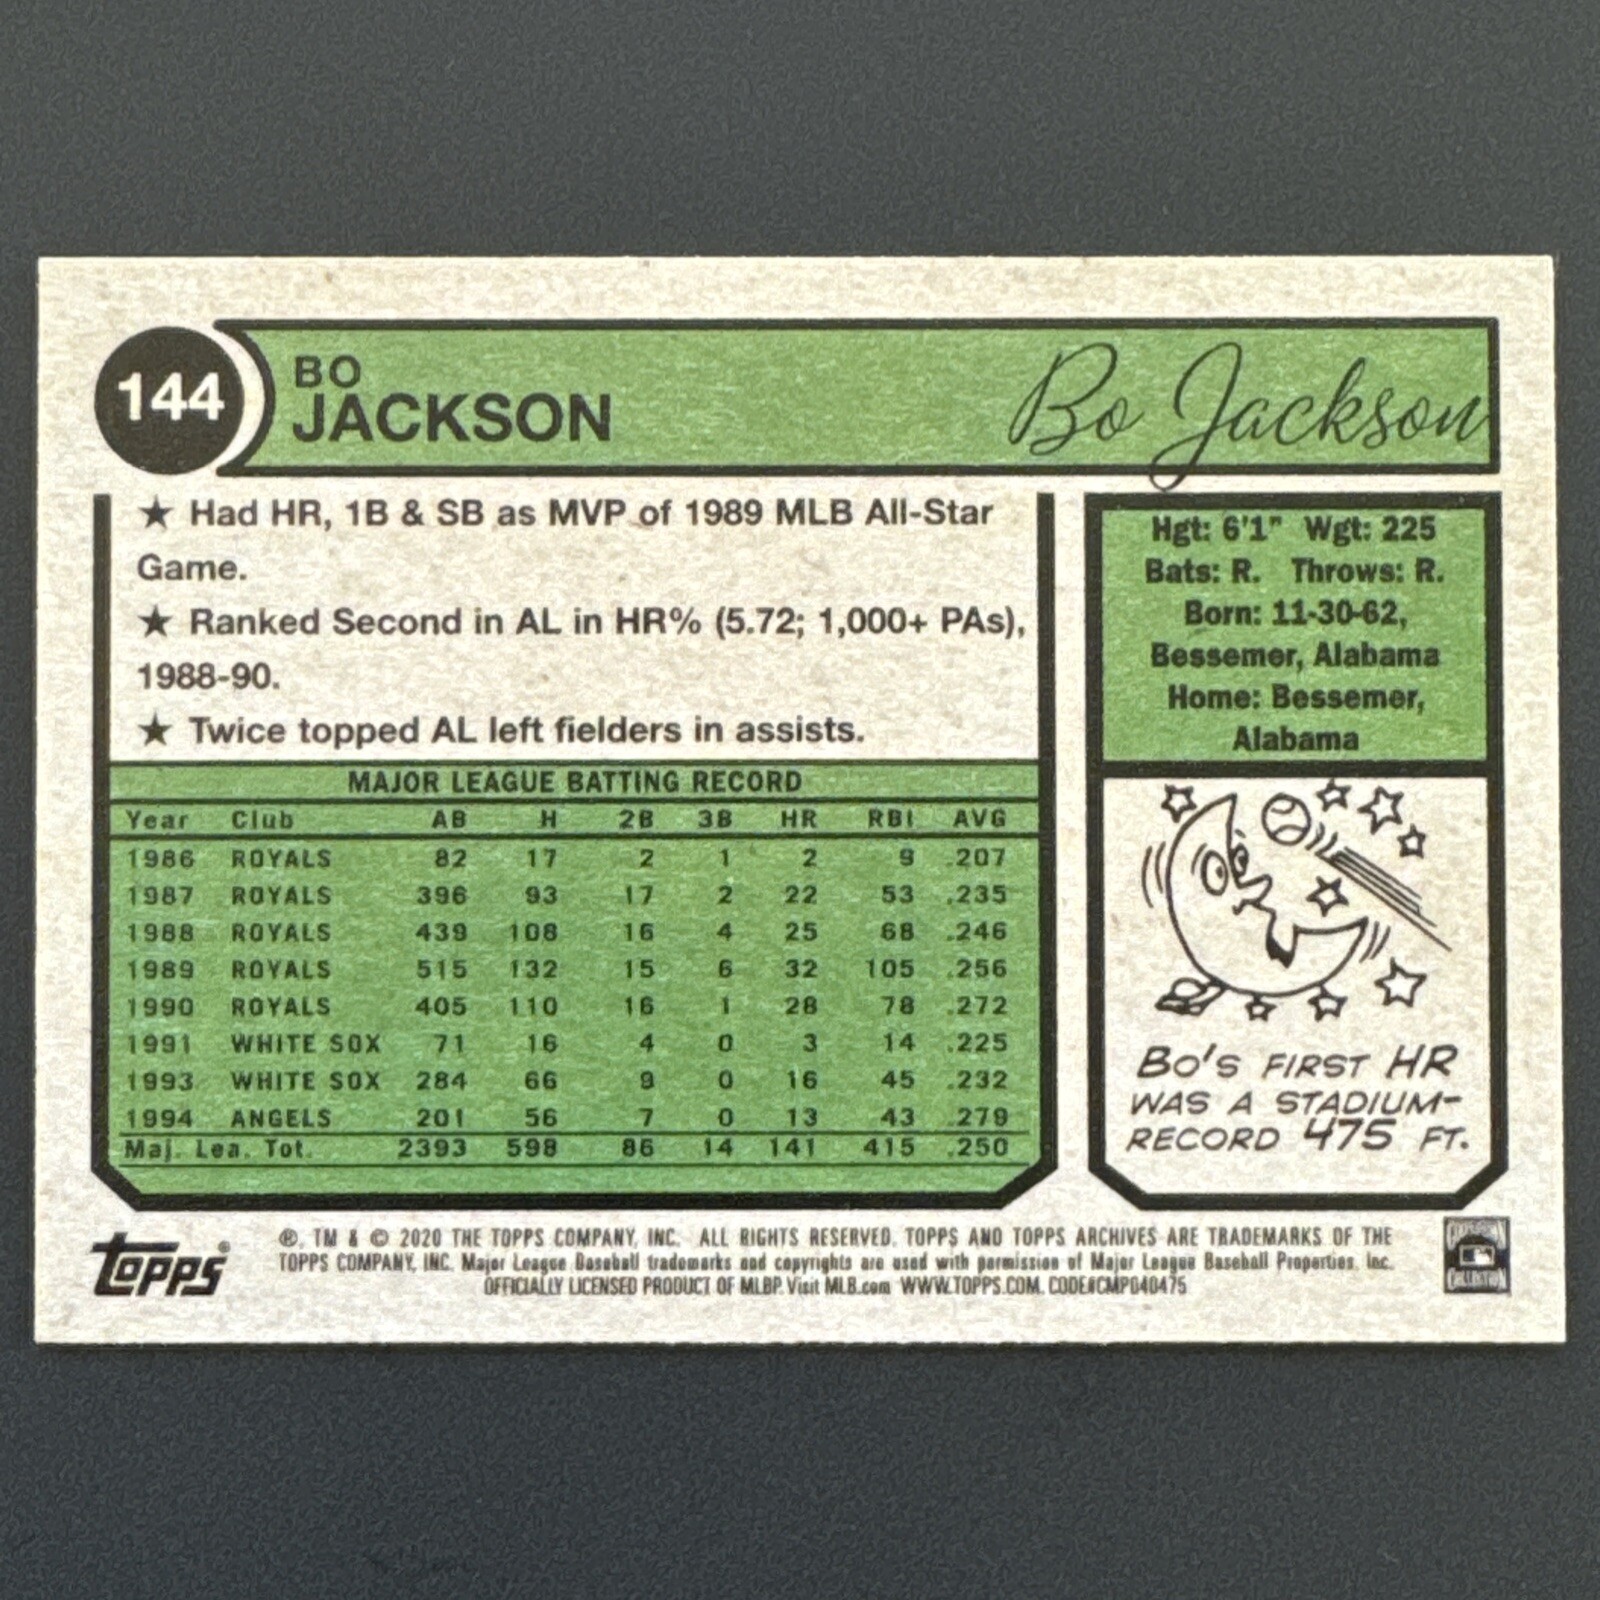 144
BO
JACKSON
Bo Jackson
★ Had HR, 1B & SB as MVP of 1989 MLB All-Star
Game.
★ Ranked Second in AL in HR% (5.72; 1,000+ PAs),
1988-90.
★ Twice topped AL left fielders in assists.
MAJOR LEAGUE BATTING RECORD
Year Club AB H 2B 3B HR RBI AVG
1986 ROYALS 82 17 2 1 2 9 .207
1987 ROYALS 396 93 17 2 22 53 .235
1988 ROYALS 439 108 16 4 25 68 .246
1989 ROYALS 515 132 15 6 32 105 .256
1990 ROYALS 405 110 16 1 28 78 .272
1991 WHITE SOX 71 16 4 0 3 14 .225
1993 WHITE SOX 284 66 9 0 16 45 .232
1994 ANGELS 201 56 7 0 13 43 .279
Maj. Lea. Tot. 2393 598 86 14 141 415 .250
Hgt: 6'1" Wgt: 225
Bats: R. Throws: R.
Born: 11-30-62,
Bessemer, Alabama
Home: Bessemer,
Alabama
BO'S FIRST HR
WAS A STADIUM-
RECORD 475 FT.
topps®
®, TM & © 2020 THE TOPPS COMPANY, INC. ALL RIGHTS RESERVED. TOPPS AND TOPPS ARCHIVES ARE TRADEMARKS OF THE
TOPPS COMPANY, INC. Major League Baseball trademarks and copyrights are used with permission of Major League Baseball Properties, Inc.
OFFICIALLY LICENSED PRODUCT OF MLBP. Visit MLB.com WWW.TOPPS.COM. CODE#CMP040475
COOPERSTOWN
COLLECTION